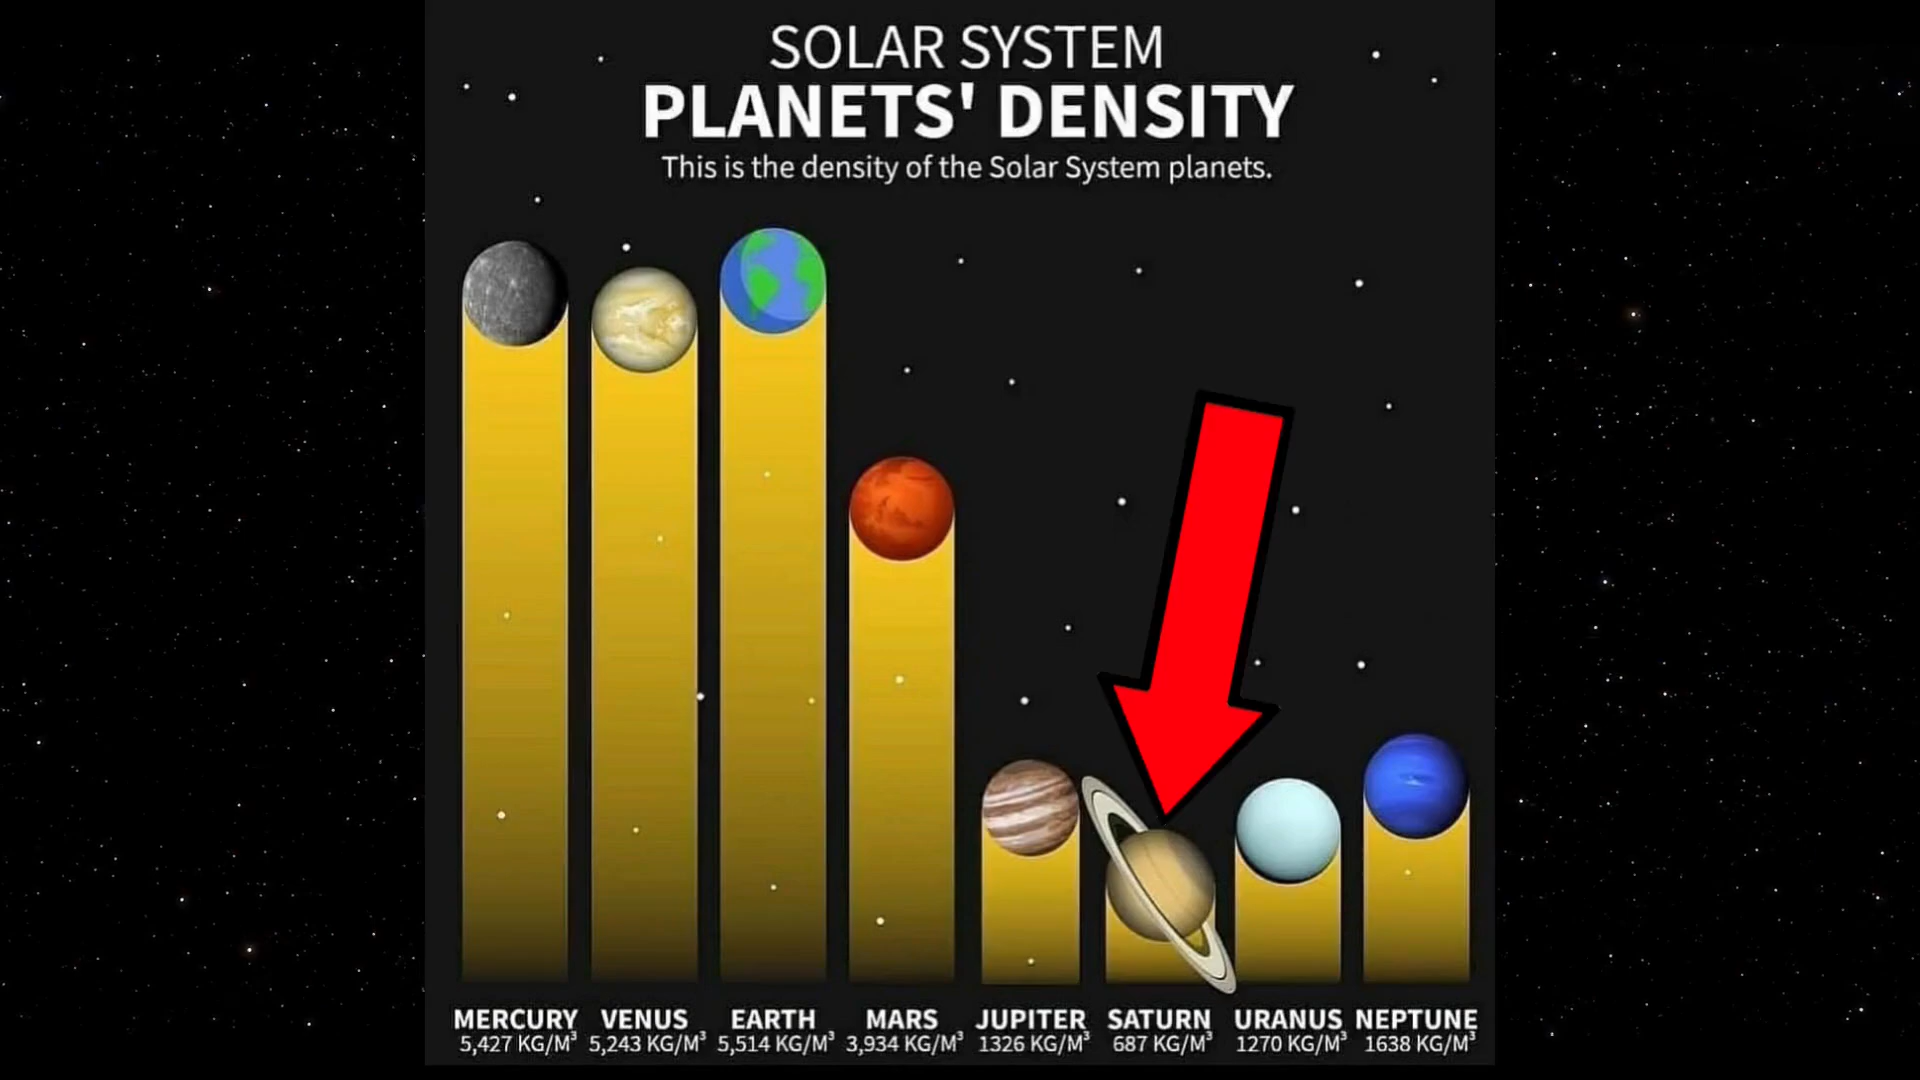 SOLAR SYSTEM
PLANETS' DENSITY
This is the density of the Solar System planets.
MERCURY VENUS EARTH MARS JUPITER SATURN URANUS NEPTUNE
5,427 KG/M³ 5,243 KG/M³ 5,514 KG/M³ 3,934 KG/M³ 1326 KG/M³ 687 KG/M³ 1270 KG/M³ 1638 KG/M³